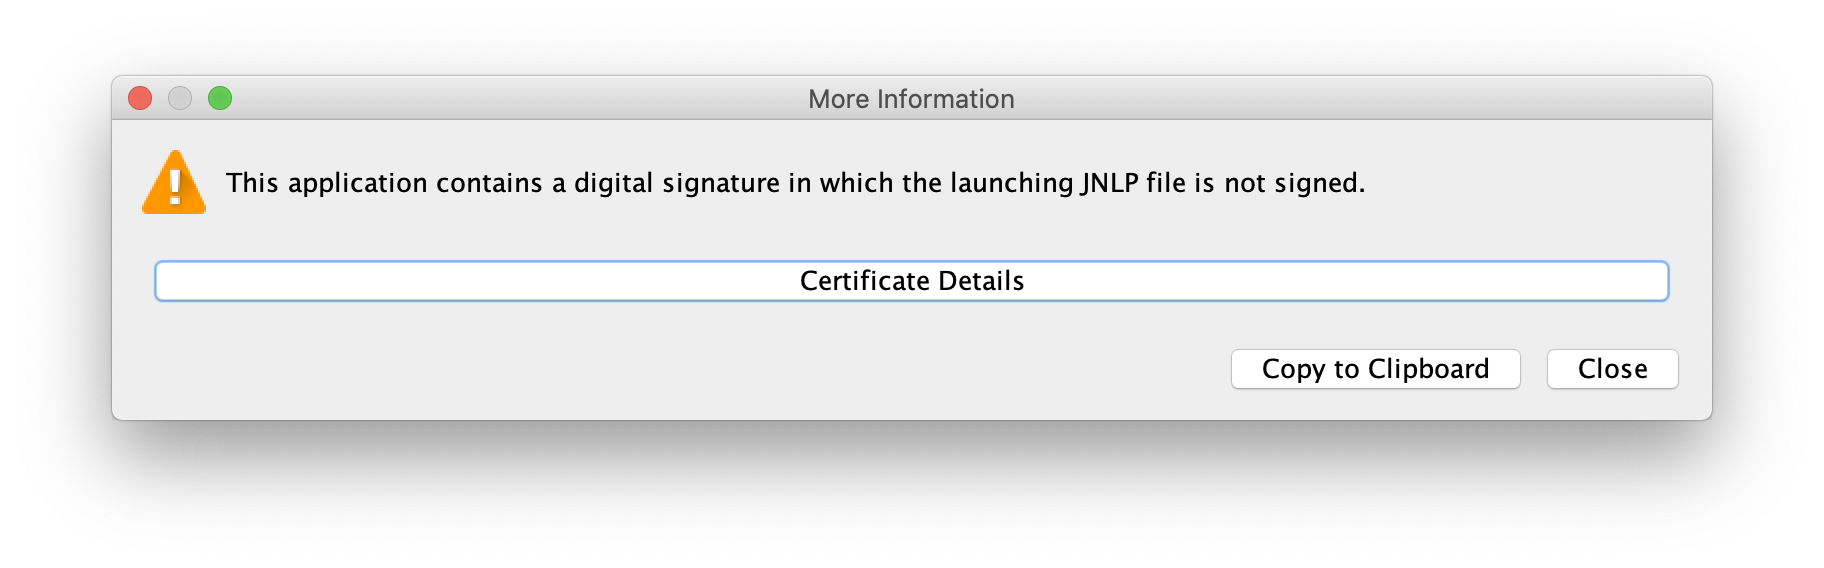 More Information
This application contains a digital signature in which the launching JNLP file is not signed.
Certificate Details
Copy to Clipboard
Close